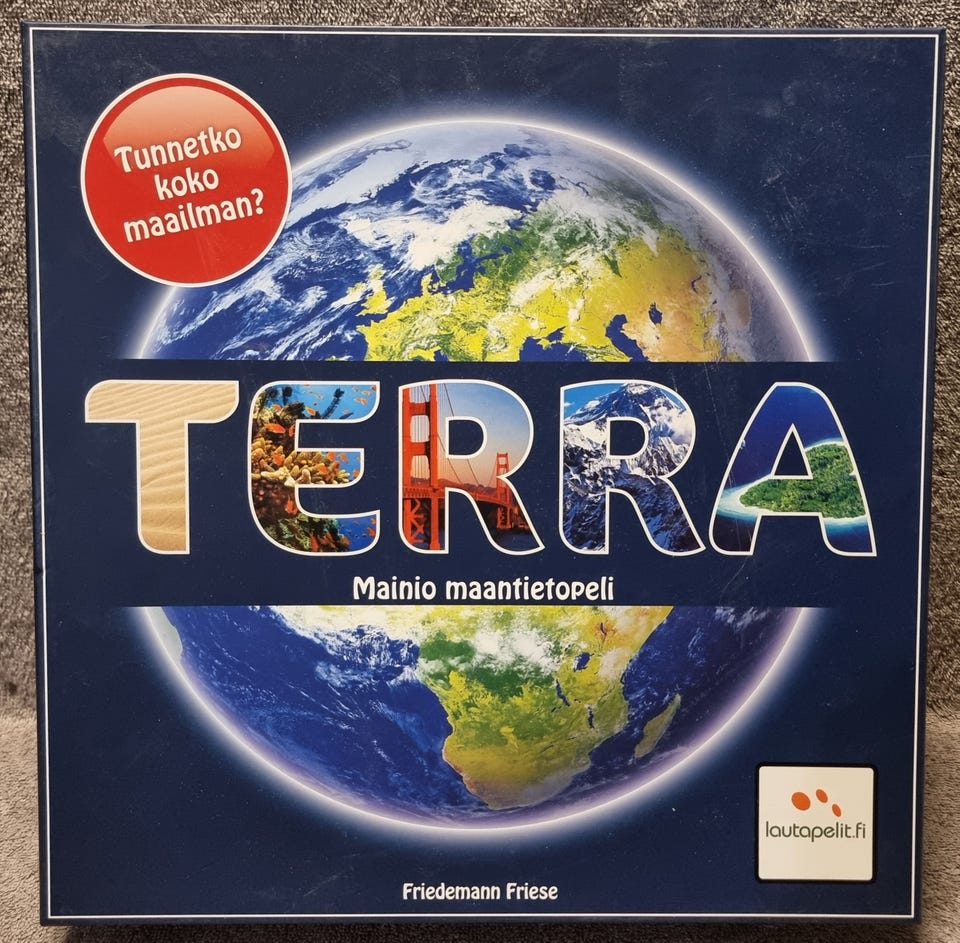 Tunnetko
koko
maailman?
TERRA
Mainio maantietopeli
lautapelit.fi
Friedemann Friese